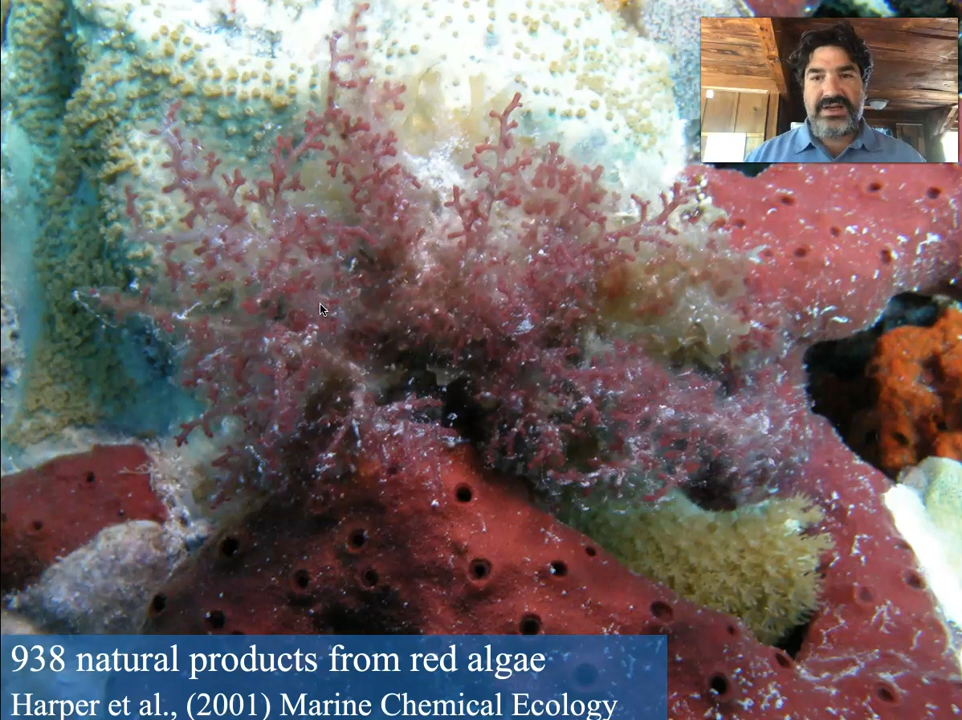 938 natural products from red algae
Harper et al., (2001) Marine Chemical Ecology